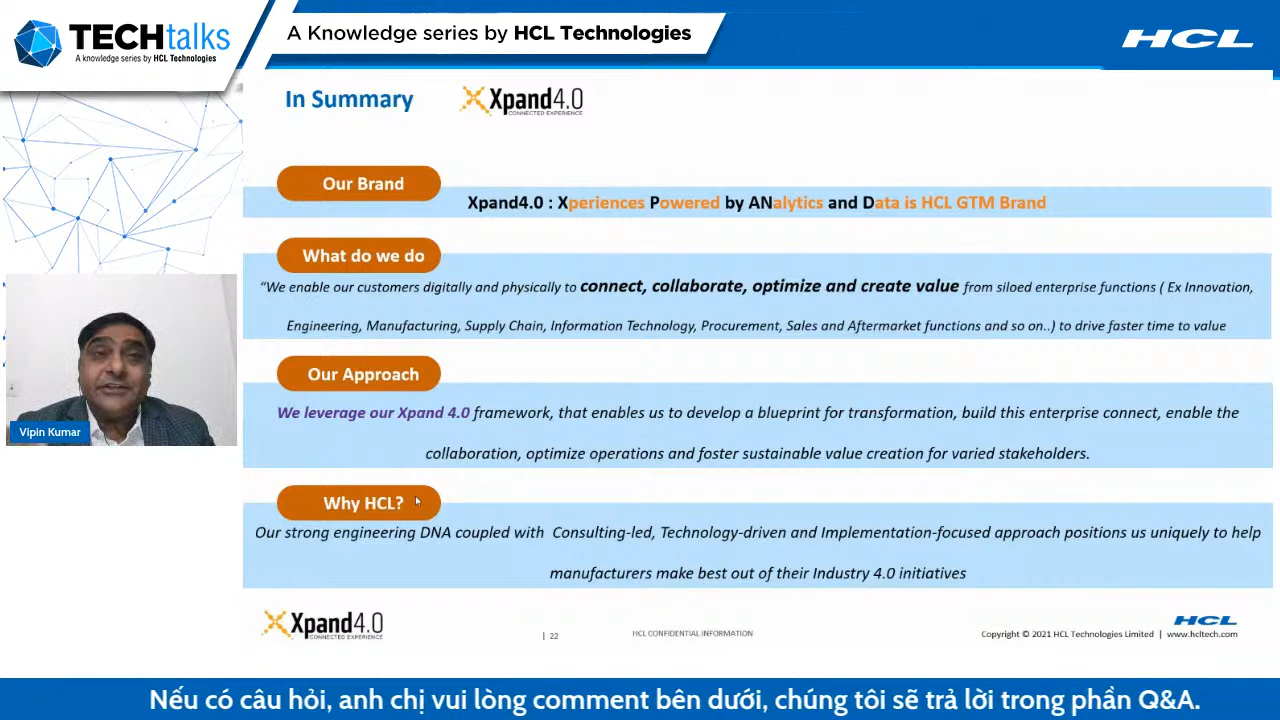 TECHtalks
A knowledge series by HCL Technologies
A Knowledge series by HCL Technologies
HCL
In Summary
Xpand4.0
CONNECTED EXPERIENCE
Our Brand
Xpand4.0 : Xperiences Powered by ANalytics and Data is HCL GTM Brand
What do we do
“We enable our customers digitally and physically to connect, collaborate, optimize and create value from siloed enterprise functions ( Ex Innovation,
Engineering, Manufacturing, Supply Chain, Information Technology, Procurement, Sales and Aftermarket functions and so on..) to drive faster time to value
Our Approach
We leverage our Xpand 4.0 framework, that enables us to develop a blueprint for transformation, build this enterprise connect, enable the
collaboration, optimize operations and foster sustainable value creation for varied stakeholders.
Vipin Kumar
Why HCL?
Our strong engineering DNA coupled with Consulting-led, Technology-driven and Implementation-focused approach positions us uniquely to help
manufacturers make best out of their Industry 4.0 initiatives
Xpand4.0
CONNECTED EXPERIENCE
| 22
HCL CONFIDENTIAL INFORMATION
HCL
Copyright © 2021 HCL Technologies Limited | www.hcltech.com
Nếu có câu hỏi, anh chị vui lòng comment bên dưới, chúng tôi sẽ trả lời trong phần Q&A.